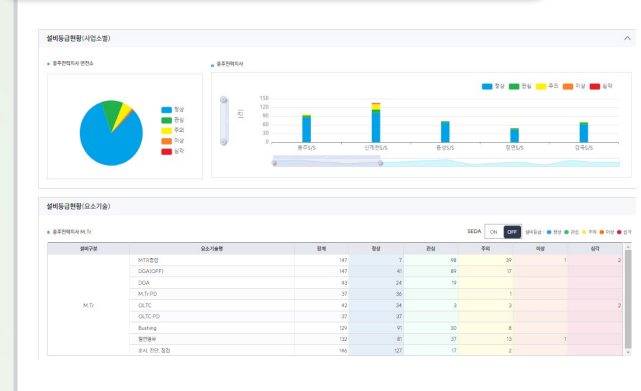 설비등급현황(사업소별)
충주전력지사 변전소
충주전력지사
정상
관심
주의
이상
심각
정상 관심 주의 이상 심각
(건)
150
120
90
60
30
0
충주S/S 신제천S/S 음성S/S 장연S/S 감곡S/S
설비등급현황(요소기술)
충주전력지사 M.Tr
SEDA ON OFF 설비등급 : 정상 관심 주의 이상 심각
설비구분 요소기술명 합계 정상 관심 주의 이상 심각
M.Tr
MTR종합 147 7 98 39 1 2
DGA(OFF) 147 41 89 17
DGA 43 24 19
M.Tr PD 37 36 1
OLTC 42 34 3 3 2
OLTC PD 37 37
Bushing 129 91 30 8
132 81 37 13 1
순시, 진단, 점검 146 127 17 2